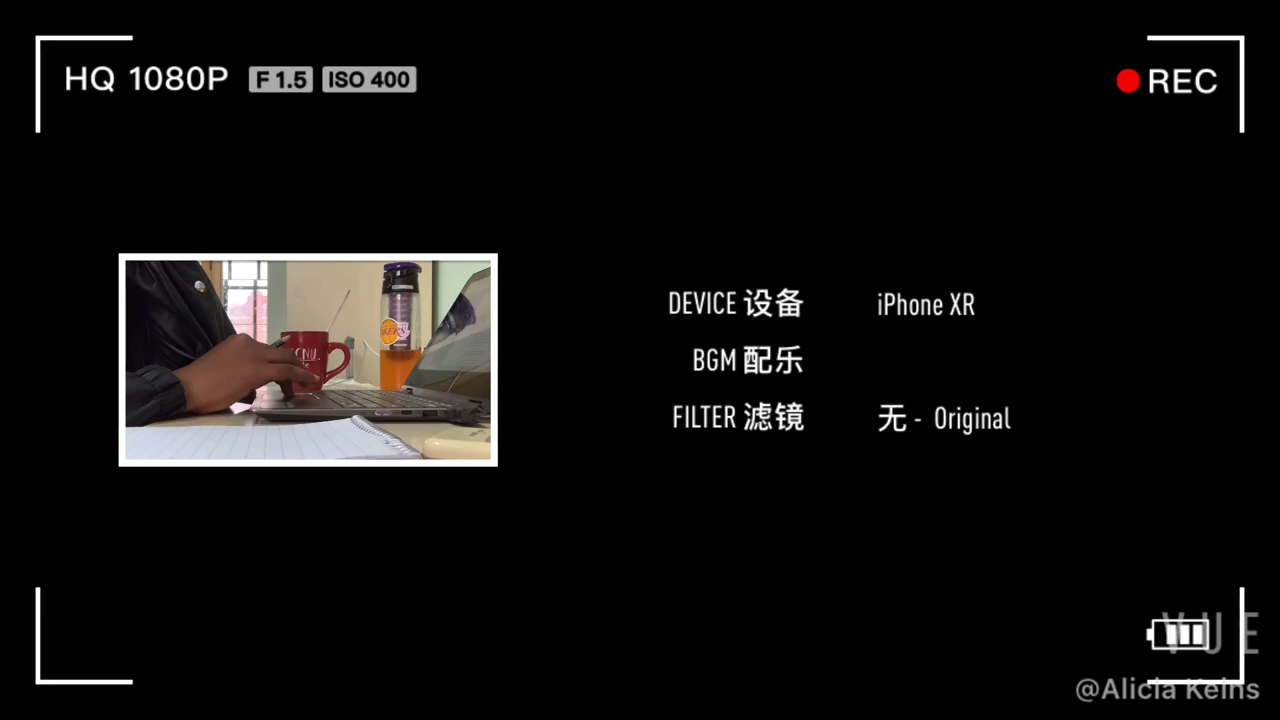 HQ 1080P F 1.5 ISO 400
REC
LAKERS
DEVICE 设备 iPhone XR
BGM 配乐
FILTER 滤镜 无 - Original
VUE
@Alicia Keins